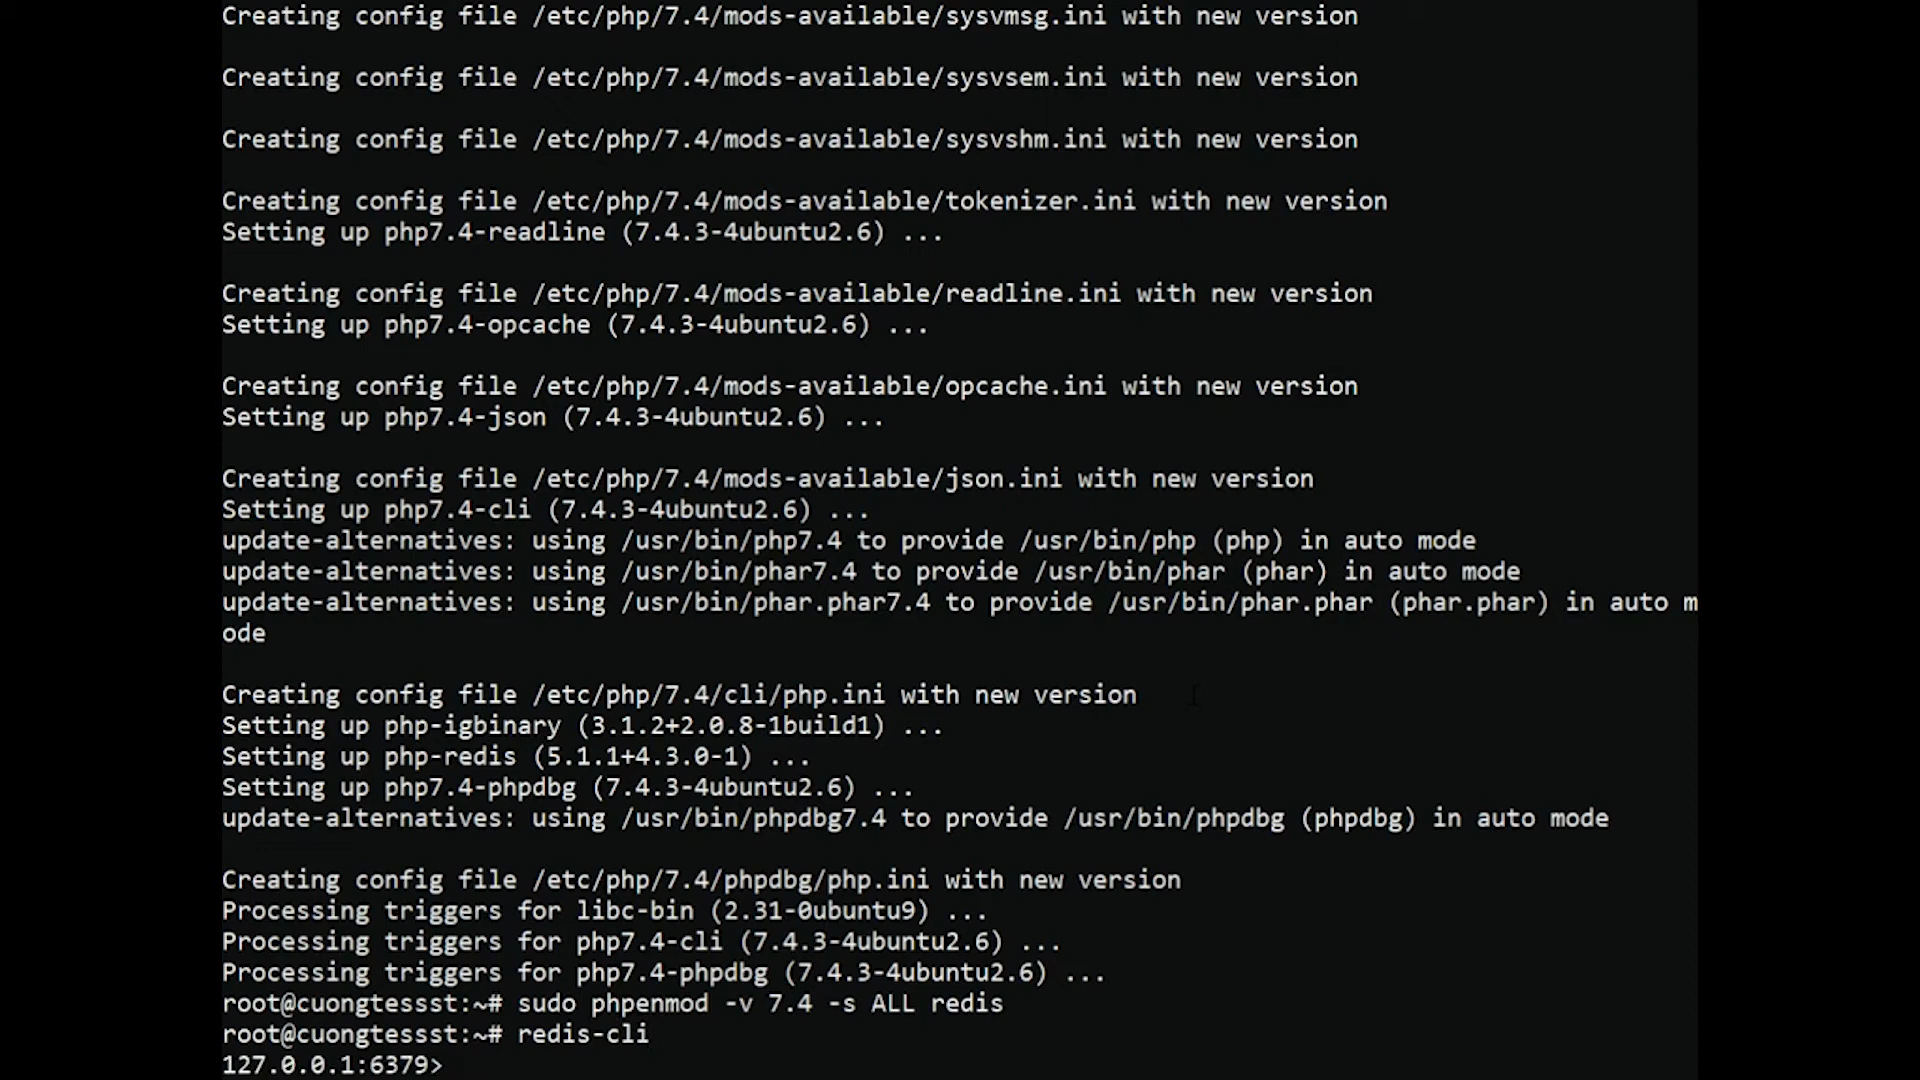 Creating config file /etc/php/7.4/mods-available/sysvmsg.ini with new version
Creating config file /etc/php/7.4/mods-available/sysvsem.ini with new version
Creating config file /etc/php/7.4/mods-available/sysvshm.ini with new version
Creating config file /etc/php/7.4/mods-available/tokenizer.ini with new version
Setting up php7.4-readline (7.4.3-4ubuntu2.6) ...
Creating config file /etc/php/7.4/mods-available/readline.ini with new version
Setting up php7.4-opcache (7.4.3-4ubuntu2.6) ...
Creating config file /etc/php/7.4/mods-available/opcache.ini with new version
Setting up php7.4-json (7.4.3-4ubuntu2.6) ...
Creating config file /etc/php/7.4/mods-available/json.ini with new version
Setting up php7.4-cli (7.4.3-4ubuntu2.6) ...
update-alternatives: using /usr/bin/php7.4 to provide /usr/bin/php (php) in auto mode
update-alternatives: using /usr/bin/phar7.4 to provide /usr/bin/phar (phar) in auto mode
update-alternatives: using /usr/bin/phar.phar7.4 to provide /usr/bin/phar.phar (phar.phar) in auto m
ode
Creating config file /etc/php/7.4/cli/php.ini with new version
Setting up php-igbinary (3.1.2+2.0.8-1build1) ...
Setting up php-redis (5.1.1+4.3.0-1) ...
Setting up php7.4-phpdbg (7.4.3-4ubuntu2.6) ...
update-alternatives: using /usr/bin/phpdbg7.4 to provide /usr/bin/phpdbg (phpdbg) in auto mode
Creating config file /etc/php/7.4/phpdbg/php.ini with new version
Processing triggers for libc-bin (2.31-0ubuntu9) ...
Processing triggers for php7.4-cli (7.4.3-4ubuntu2.6) ...
Processing triggers for php7.4-phpdbg (7.4.3-4ubuntu2.6) ...
root@cuongtessst:~# sudo phpenmod -v 7.4 -s ALL redis
root@cuongtessst:~# redis-cli
127.0.0.1:6379>